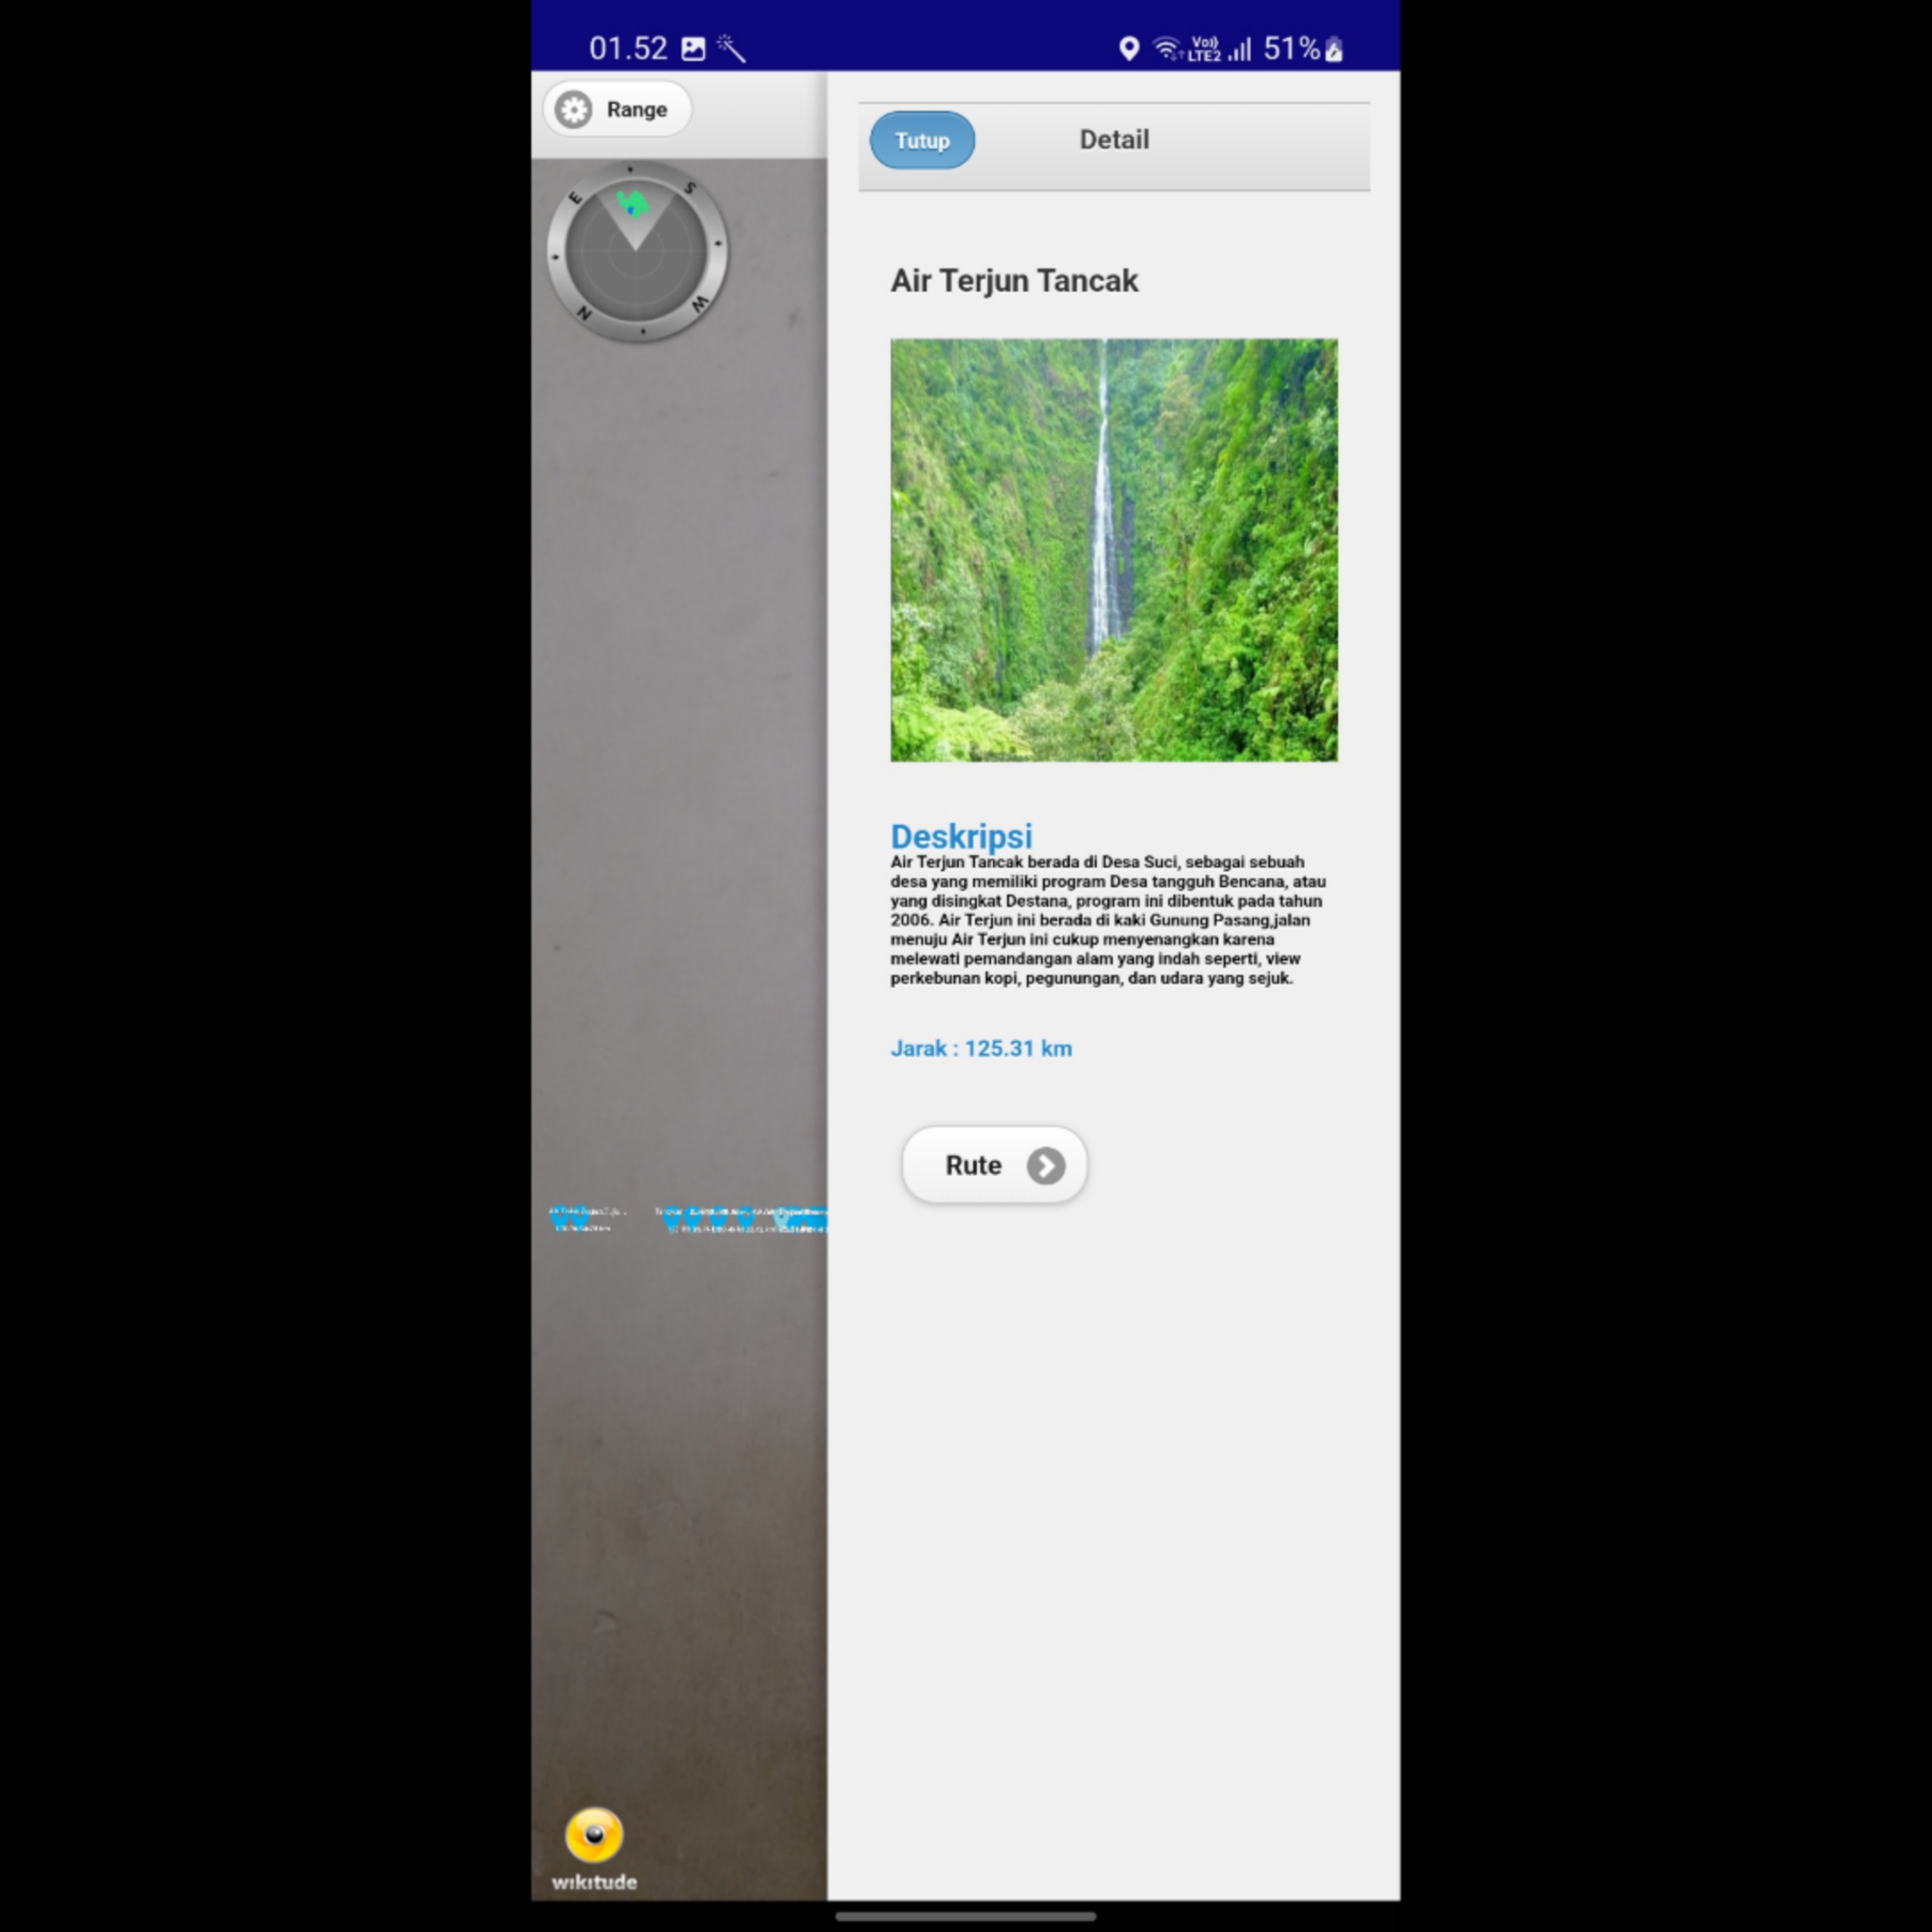 01.52
Vo))
LTE2
51%
Range
E
S
N
W
Tutup
Detail
Air Terjun Tancak
Deskripsi
Air Terjun Tancak berada di Desa Suci, sebagai sebuah
desa yang memiliki program Desa tangguh Bencana, atau
yang disingkat Destana, program ini dibentuk pada tahun
2006. Air Terjun ini berada di kaki Gunung Pasang,jalan
menuju Air Terjun ini cukup menyenangkan karena
melewati pemandangan alam yang indah seperti, view
perkebunan kopi, pegunungan, dan udara yang sejuk.
Jarak : 125.31 km
Rute
wikitude